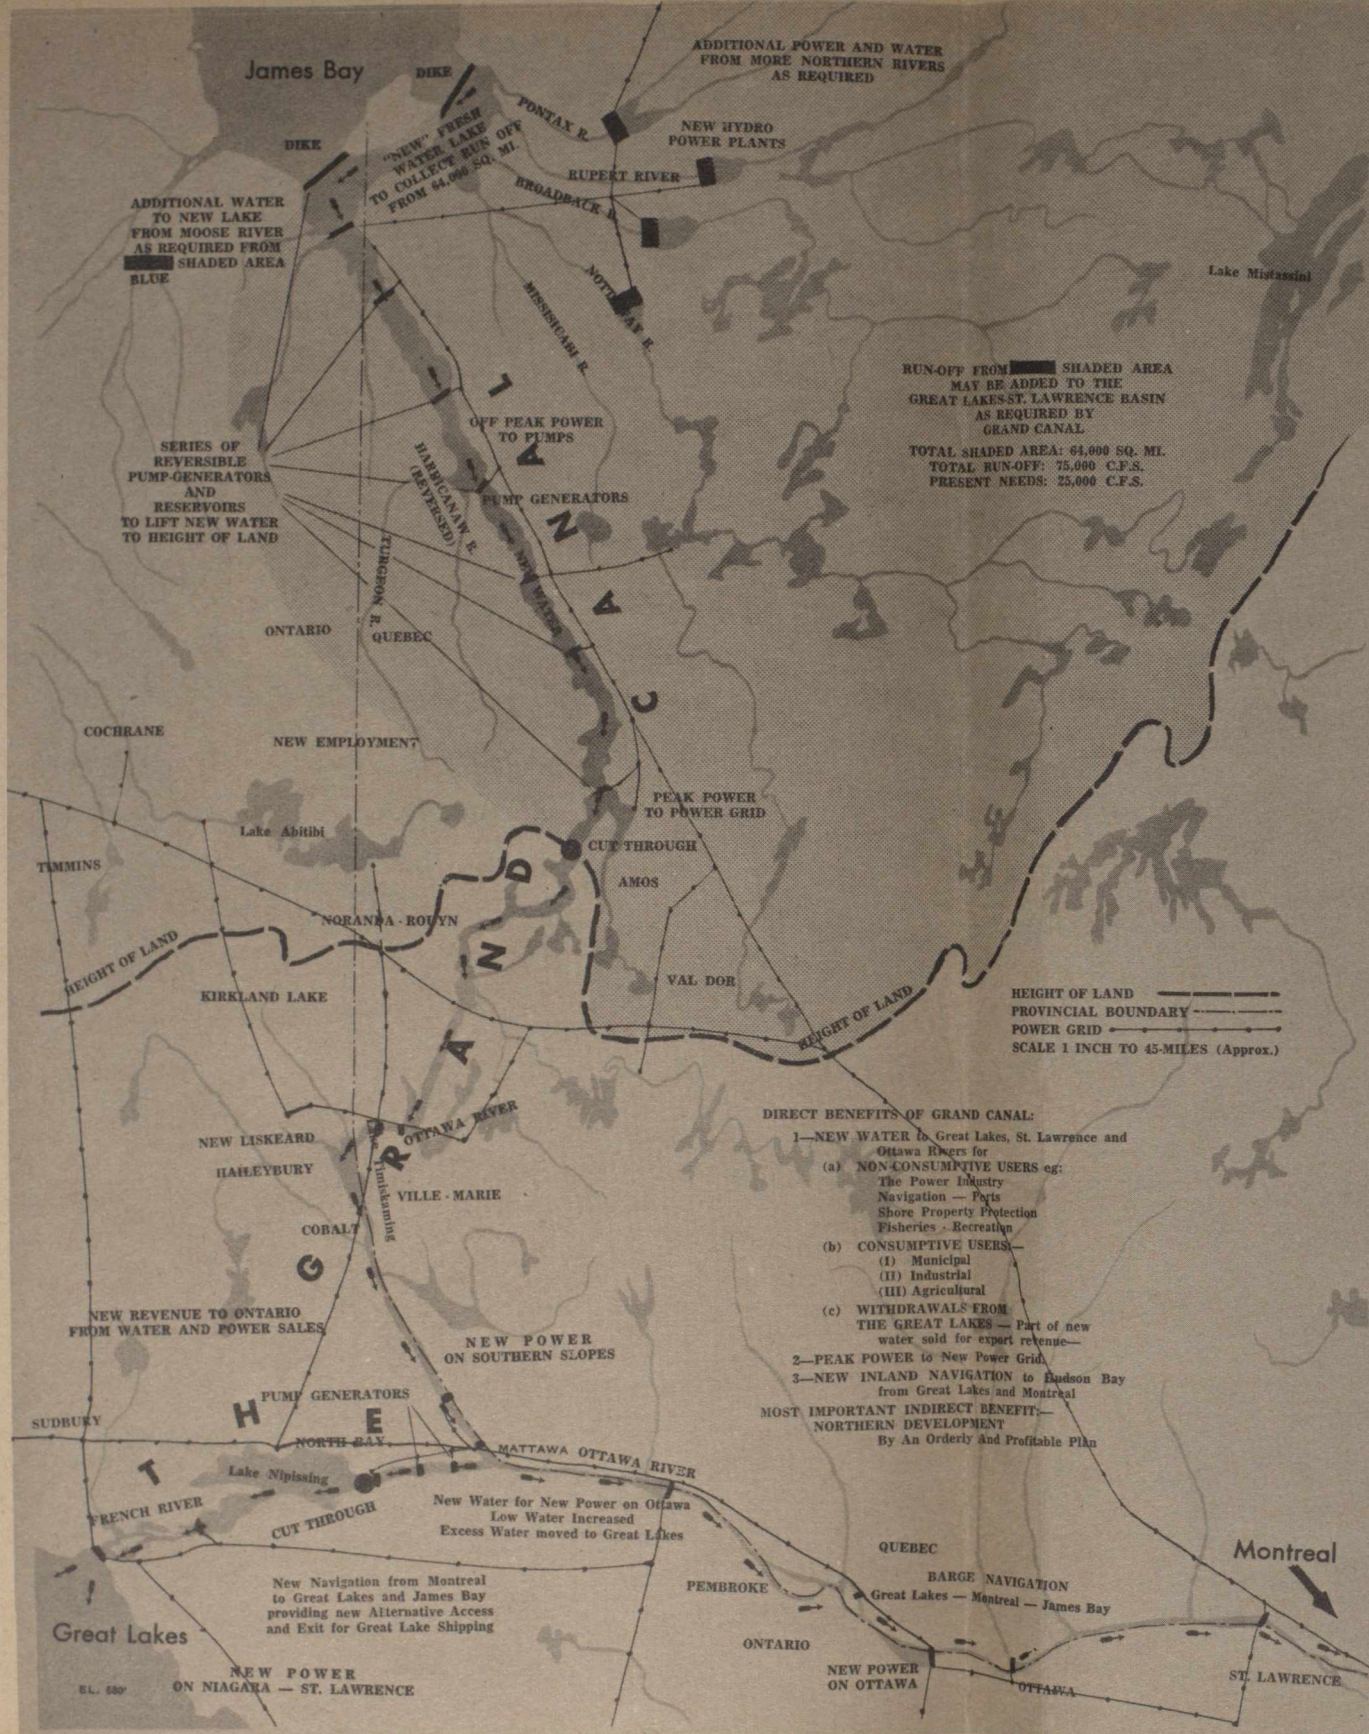 James Bay
DIKE
ADDITIONAL POWER AND WATER
FROM MORE NORTHERN RIVERS
AS REQUIRED
PONTAX R.
NEW HYDRO
POWER PLANTS
DIKE
"NEW" FRESH
WATER LAKE
TO COLLECT RUN OFF
FROM 64,000 SQ. MI.
RUPERT RIVER
BROADBACK R.
ADDITIONAL WATER
TO NEW LAKE
FROM MOOSE RIVER
AS REQUIRED FROM
SHADED AREA
BLUE
Lake Mistassini
NOTTAWAY R.
MISSISICABI R.
RUN-OFF FROM SHADED AREA
MAY BE ADDED TO THE
GREAT LAKES-ST. LAWRENCE BASIN
AS REQUIRED BY
GRAND CANAL
TOTAL SHADED AREA: 64,000 SQ. MI.
TOTAL RUN-OFF: 75,000 C.F.S.
PRESENT NEEDS: 25,000 C.F.S.
OFF PEAK POWER
TO PUMPS
SERIES OF
REVERSIBLE
PUMP-GENERATORS
AND
RESERVOIRS
TO LIFT NEW WATER
TO HEIGHT OF LAND
HARRICANAW R.
(REVERSED)
PUMP GENERATORS
TURGEON R.
NEW WATER
ONTARIO
QUEBEC
COCHRANE
NEW EMPLOYMENT
PEAK POWER
TO POWER GRID
Lake Abitibi
CUT THROUGH
TIMMINS
AMOS
NORANDA - ROUYN
HEIGHT OF LAND
VAL DOR
KIRKLAND LAKE
HEIGHT OF LAND
HEIGHT OF LAND
PROVINCIAL BOUNDARY
POWER GRID
SCALE 1 INCH TO 45-MILES (Approx.)
THE GRAND CANAL
OTTAWA RIVER
NEW LISKEARD
HAILEYBURY
Timiskaming
VILLE - MARIE
COBALT
DIRECT BENEFITS OF GRAND CANAL:
1—NEW WATER to Great Lakes, St. Lawrence and
Ottawa Rivers for
(a) NON-CONSUMPTIVE USERS eg:
The Power Industry
Navigation — Ports
Shore Property Protection
Fisheries - Recreation
(b) CONSUMPTIVE USERS:—
(I) Municipal
(II) Industrial
(III) Agricultural
(c) WITHDRAWALS FROM
THE GREAT LAKES — Part of new
water sold for export revenue—
2—PEAK POWER to New Power Grid.
3—NEW INLAND NAVIGATION to Hudson Bay
from Great Lakes and Montreal
MOST IMPORTANT INDIRECT BENEFIT:—
NORTHERN DEVELOPMENT
By An Orderly And Profitable Plan
NEW REVENUE TO ONTARIO
FROM WATER AND POWER SALES
NEW POWER
ON SOUTHERN SLOPES
PUMP GENERATORS
SUDBURY
NORTH BAY
MATTAWA OTTAWA RIVER
Lake Nipissing
FRENCH RIVER
CUT THROUGH
New Water for New Power on Ottawa
Low Water Increased
Excess Water moved to Great Lakes
QUEBEC
Montreal
BARGE NAVIGATION
Great Lakes — Montreal — James Bay
PEMBROKE
New Navigation from Montreal
to Great Lakes and James Bay
providing new Alternative Access
and Exit for Great Lake Shipping
Great Lakes
ONTARIO
NEW POWER
ON OTTAWA
NEW POWER
ON NIAGARA — ST. LAWRENCE
EL. 580'
OTTAWA
ST. LAWRENCE